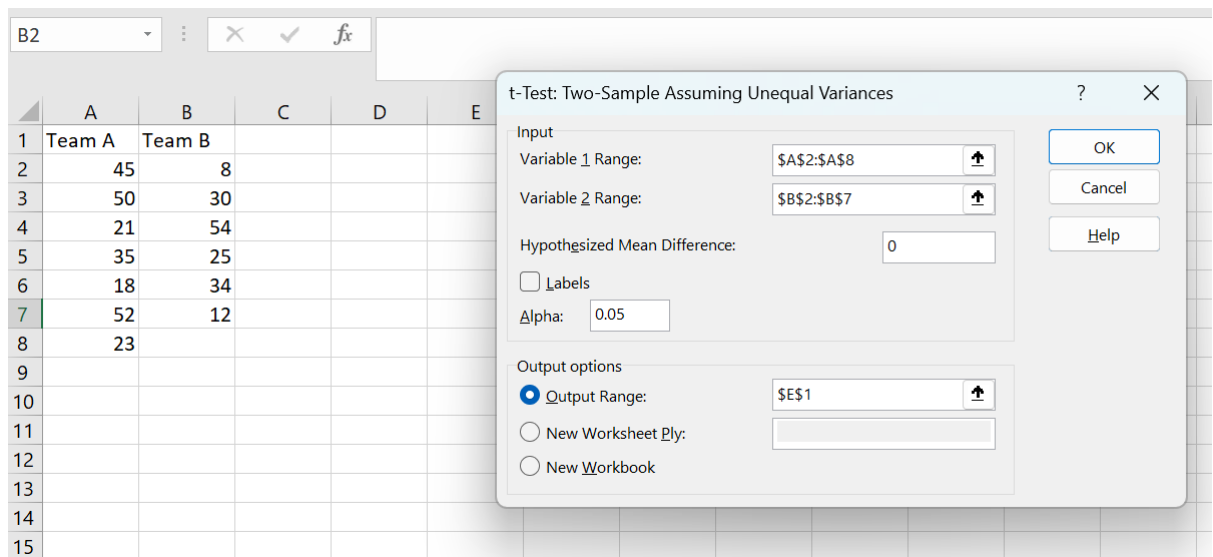 B2 fx
t-Test: Two-Sample Assuming Unequal Variances ?
A B C D E
Input
OK
1 Team A Team B
Variable 1 Range: $A$2:$A$8
2 45 8
Cancel
3 50 30
Variable 2 Range: $B$2:$B$7
4 21 54
Help
Hypothesized Mean Difference: 0
5 35 25
Labels
6 18 34
Alpha: 0.05
7 52 12
8 23
Output options
9
Output Range: $E$1
10
New Worksheet Ply:
11
New Workbook
12
13
14
15